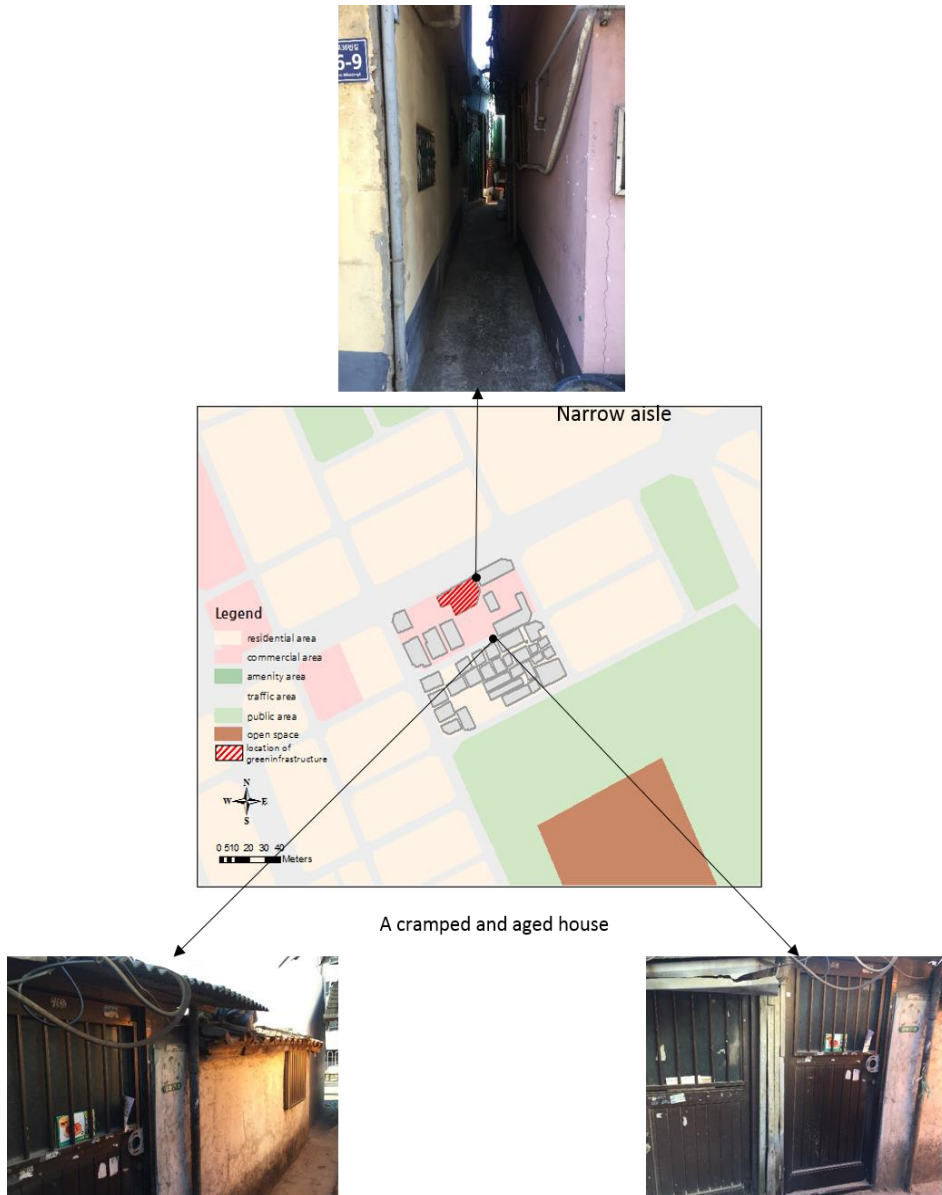 6-9
Narrow aisle
Legend
residential area
commercial area
amenity area
traffic area
public area
open space
location of
greeninfrastructure
N
W E
S
0 510 20 30 40
Meters
A cramped and aged house